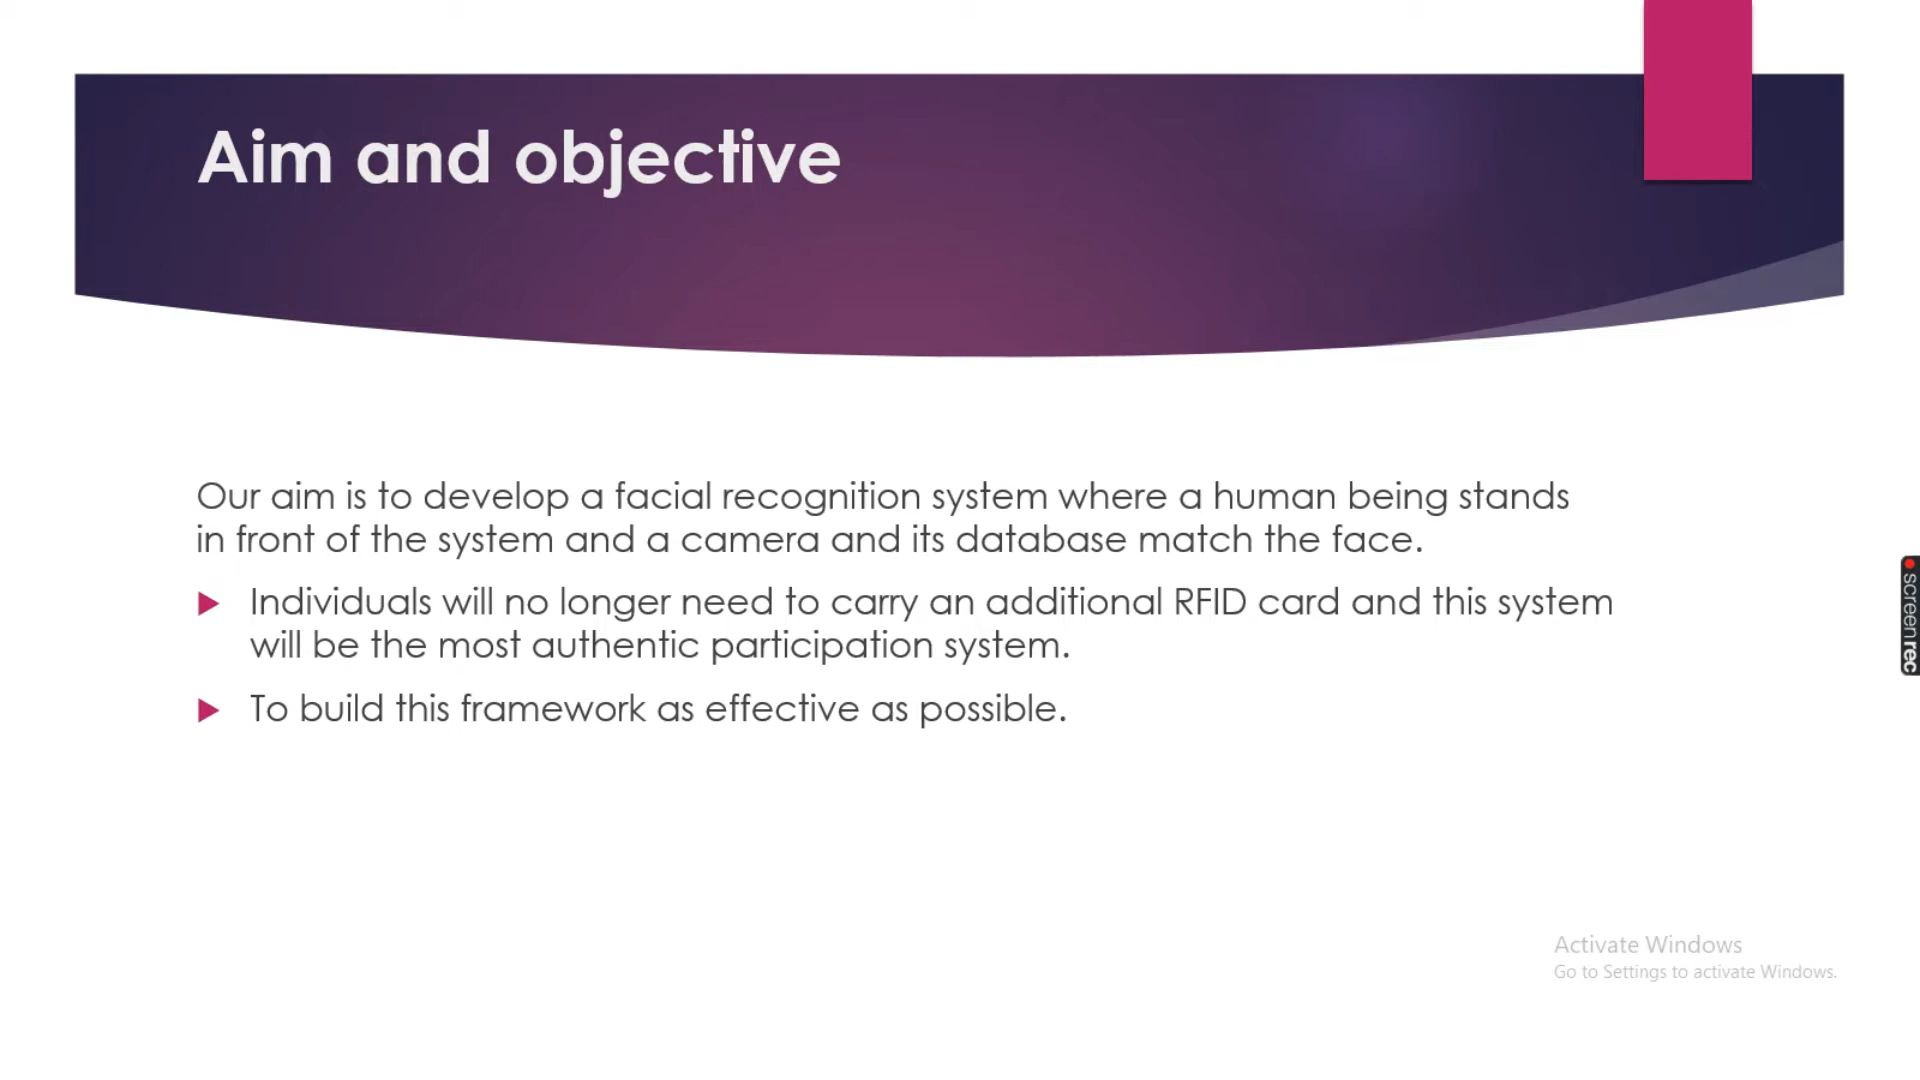 Aim and objective
Our aim is to develop a facial recognition system where a human being stands
in front of the system and a camera and its database match the face.
Individuals will no longer need to carry an additional RFID card and this system
will be the most authentic participation system.
To build this framework as effective as possible.
screenrec
Activate Windows
Go to Settings to activate Windows.